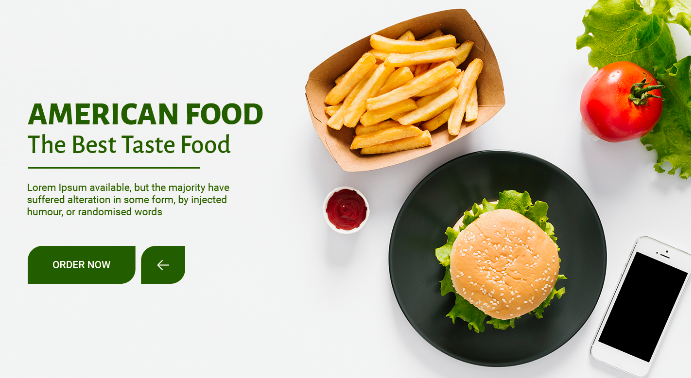 AMERICAN FOOD
The Best Taste Food
Lorem Ipsum available, but the majority have
suffered alteration in some form, by injected
humour, or randomised words
ORDER NOW